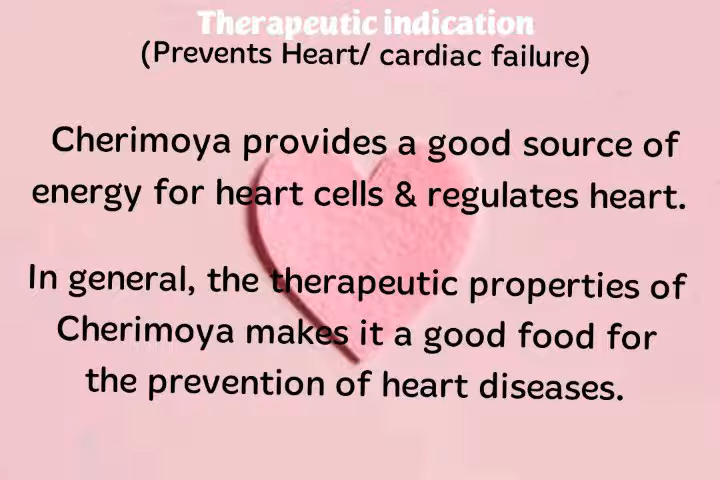 Therapeutic indication
(Prevents Heart/ cardiac failure)
Cherimoya provides a good source of
energy for heart cells & regulates heart.
In general, the therapeutic properties of
Cherimoya makes it a good food for
the prevention of heart diseases.